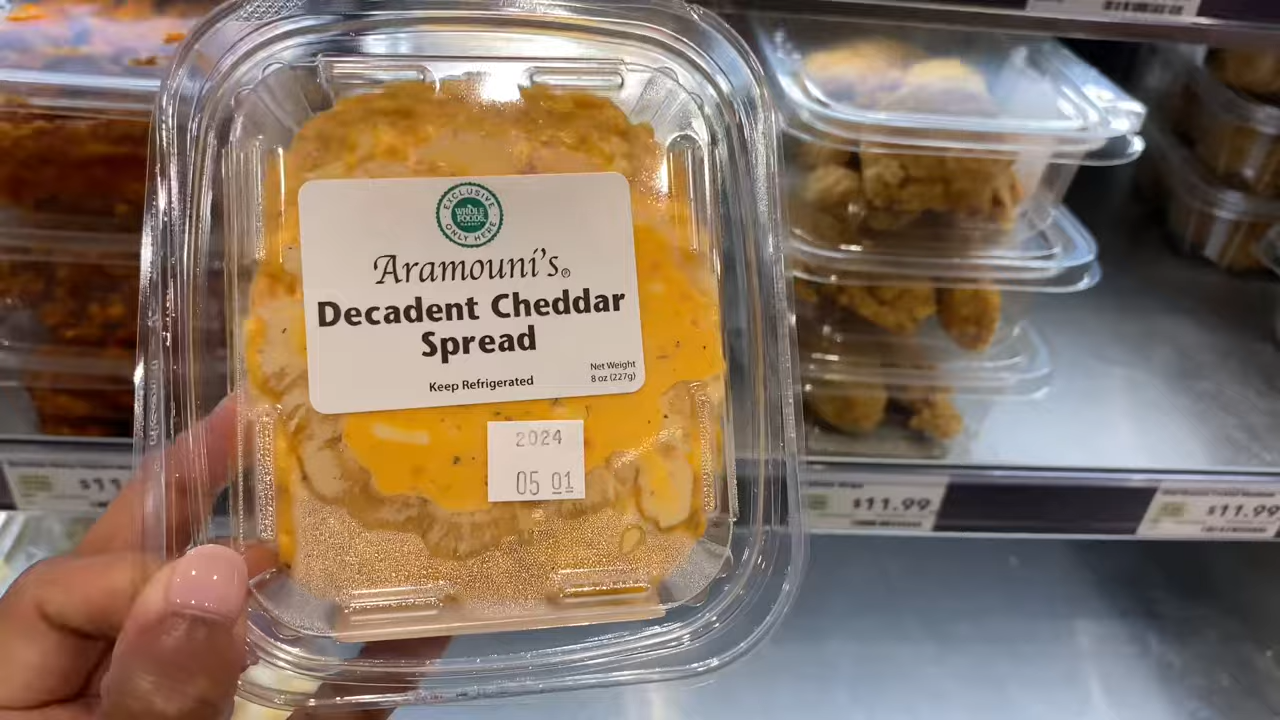 EXCLUSIVE
WHOLE
FOODS
MARKET
ONLY HERE
Aramouni's®
Decadent Cheddar
Spread
Keep Refrigerated
Net Weight
8 oz (227g)
2024
05 01
$11.99
$11.99